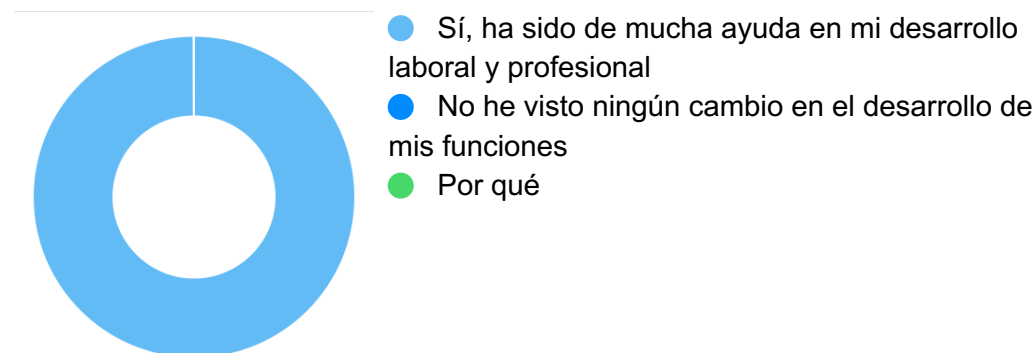 Sí, ha sido de mucha ayuda en mi desarrollo
laboral y profesional
No he visto ningún cambio en el desarrollo de
mis funciones
Por qué